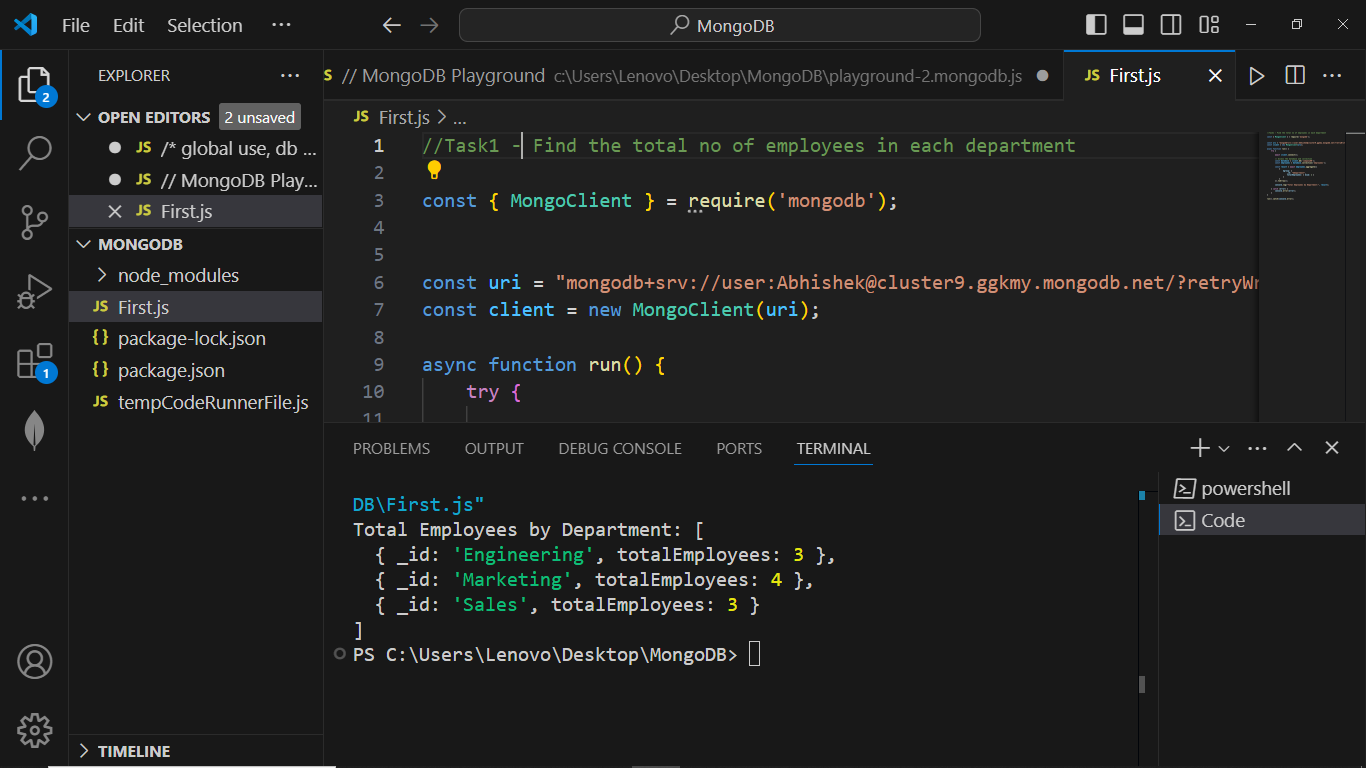 File Edit Selection ···
MongoDB
EXPLORER ···
OPEN EDITORS 2 unsaved
JS /* global use, db ...
JS // MongoDB Play...
JS First.js
MONGODB
node_modules
JS First.js
{} package-lock.json
{} package.json
JS tempCodeRunnerFile.js
TIMELINE
2
1
S // MongoDB Playground c:\Users\Lenovo\Desktop\MongoDB\playground-2.mongodb.js
JS First.js
JS First.js > ...
1 //Task1 - Find the total no of employees in each department
2
3 const { MongoClient } = require('mongodb');
4
5
6 const uri = "mongodb+srv://user:Abhishek@cluster9.ggkmy.mongodb.net/?retryWr
7 const client = new MongoClient(uri);
8
9 async function run() {
10 try {
11
PROBLEMS OUTPUT DEBUG CONSOLE PORTS TERMINAL
DB\First.js"
Total Employees by Department: [
{ _id: 'Engineering', totalEmployees: 3 },
{ _id: 'Marketing', totalEmployees: 4 },
{ _id: 'Sales', totalEmployees: 3 }
]
PS C:\Users\Lenovo\Desktop\MongoDB>
powershell
Code